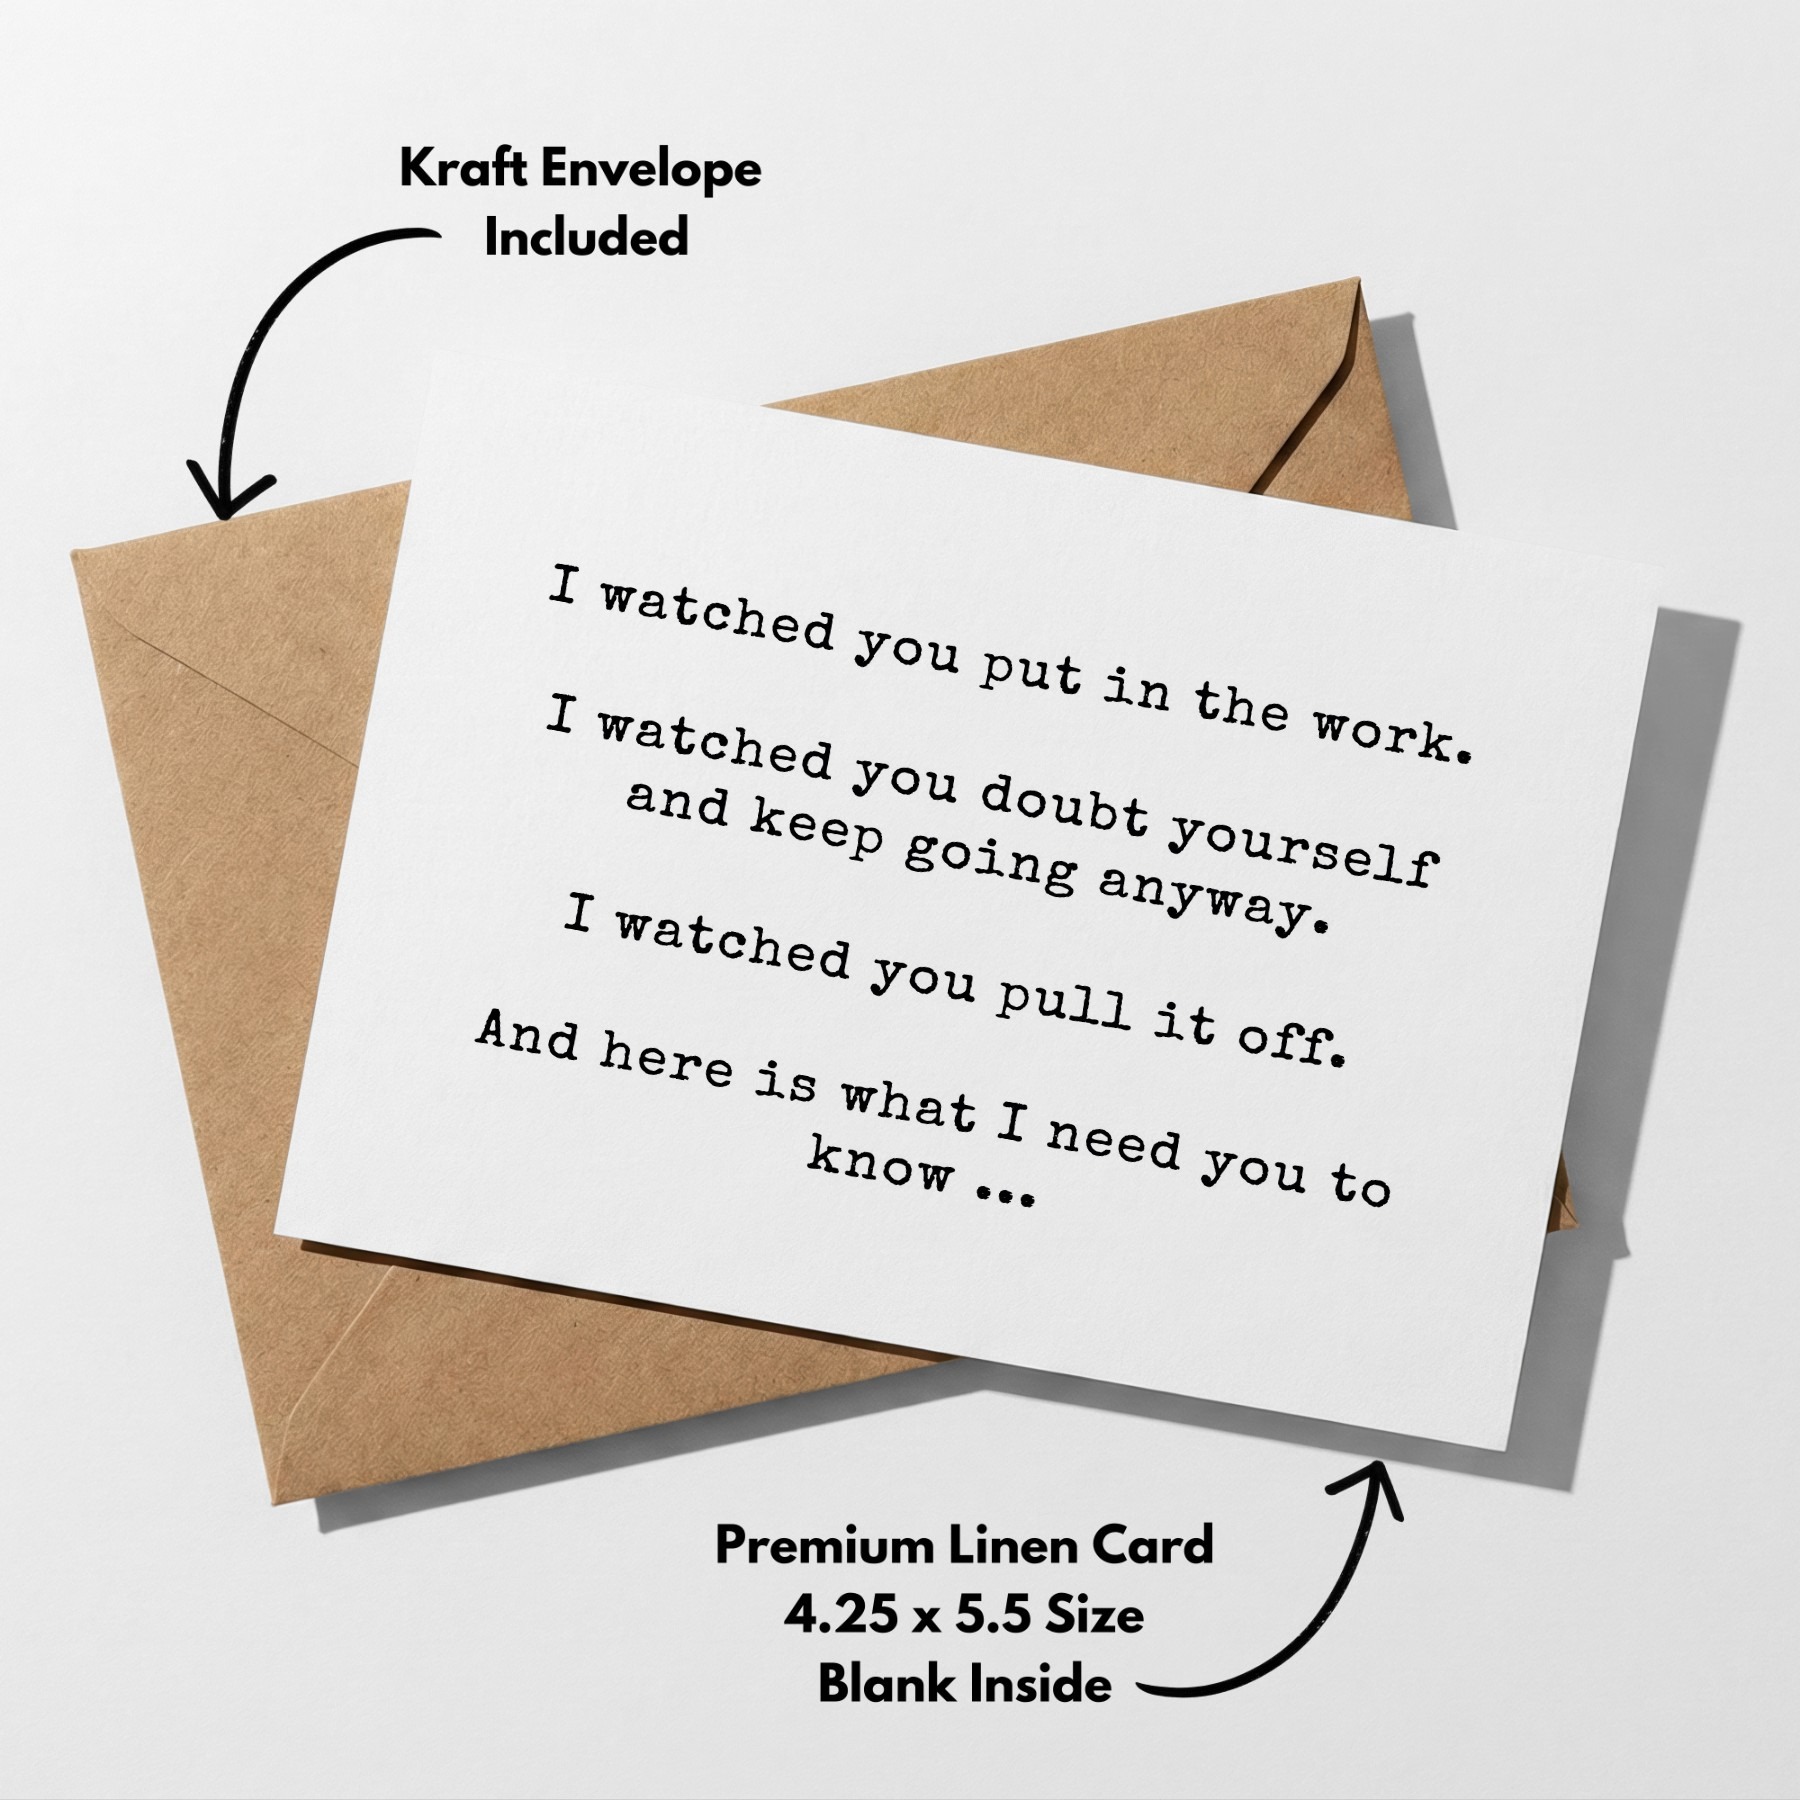 Kraft Envelope
Included
I watched you put in the work.
I watched you doubt yourself
and keep going anyway.
I watched you pull it off.
And here is what I need you to
know ...
Premium Linen Card
4.25 x 5.5 Size
Blank Inside